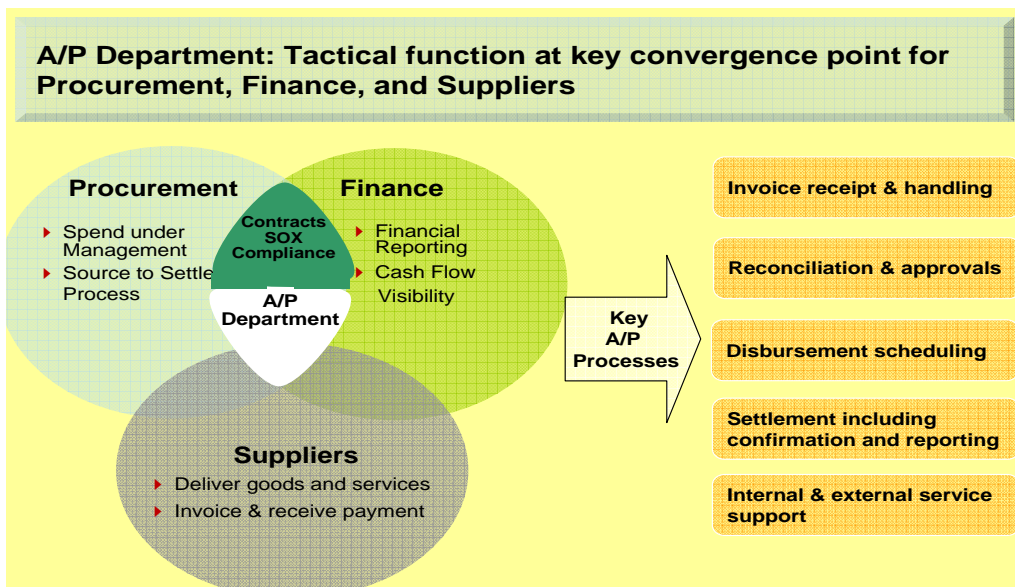 A/P Department: Tactical function at key convergence point for
Procurement, Finance, and Suppliers
Procurement
Spend under
Management
Source to Settle
Process
Contracts
SOX
Compliance
A/P
Department
Finance
Financial
Reporting
Cash Flow
Visibility
Suppliers
Deliver goods and services
Invoice & receive payment
Key
A/P
Processes
Invoice receipt & handling
Reconciliation & approvals
Disbursement scheduling
Settlement including
confirmation and reporting
Internal & external service
support